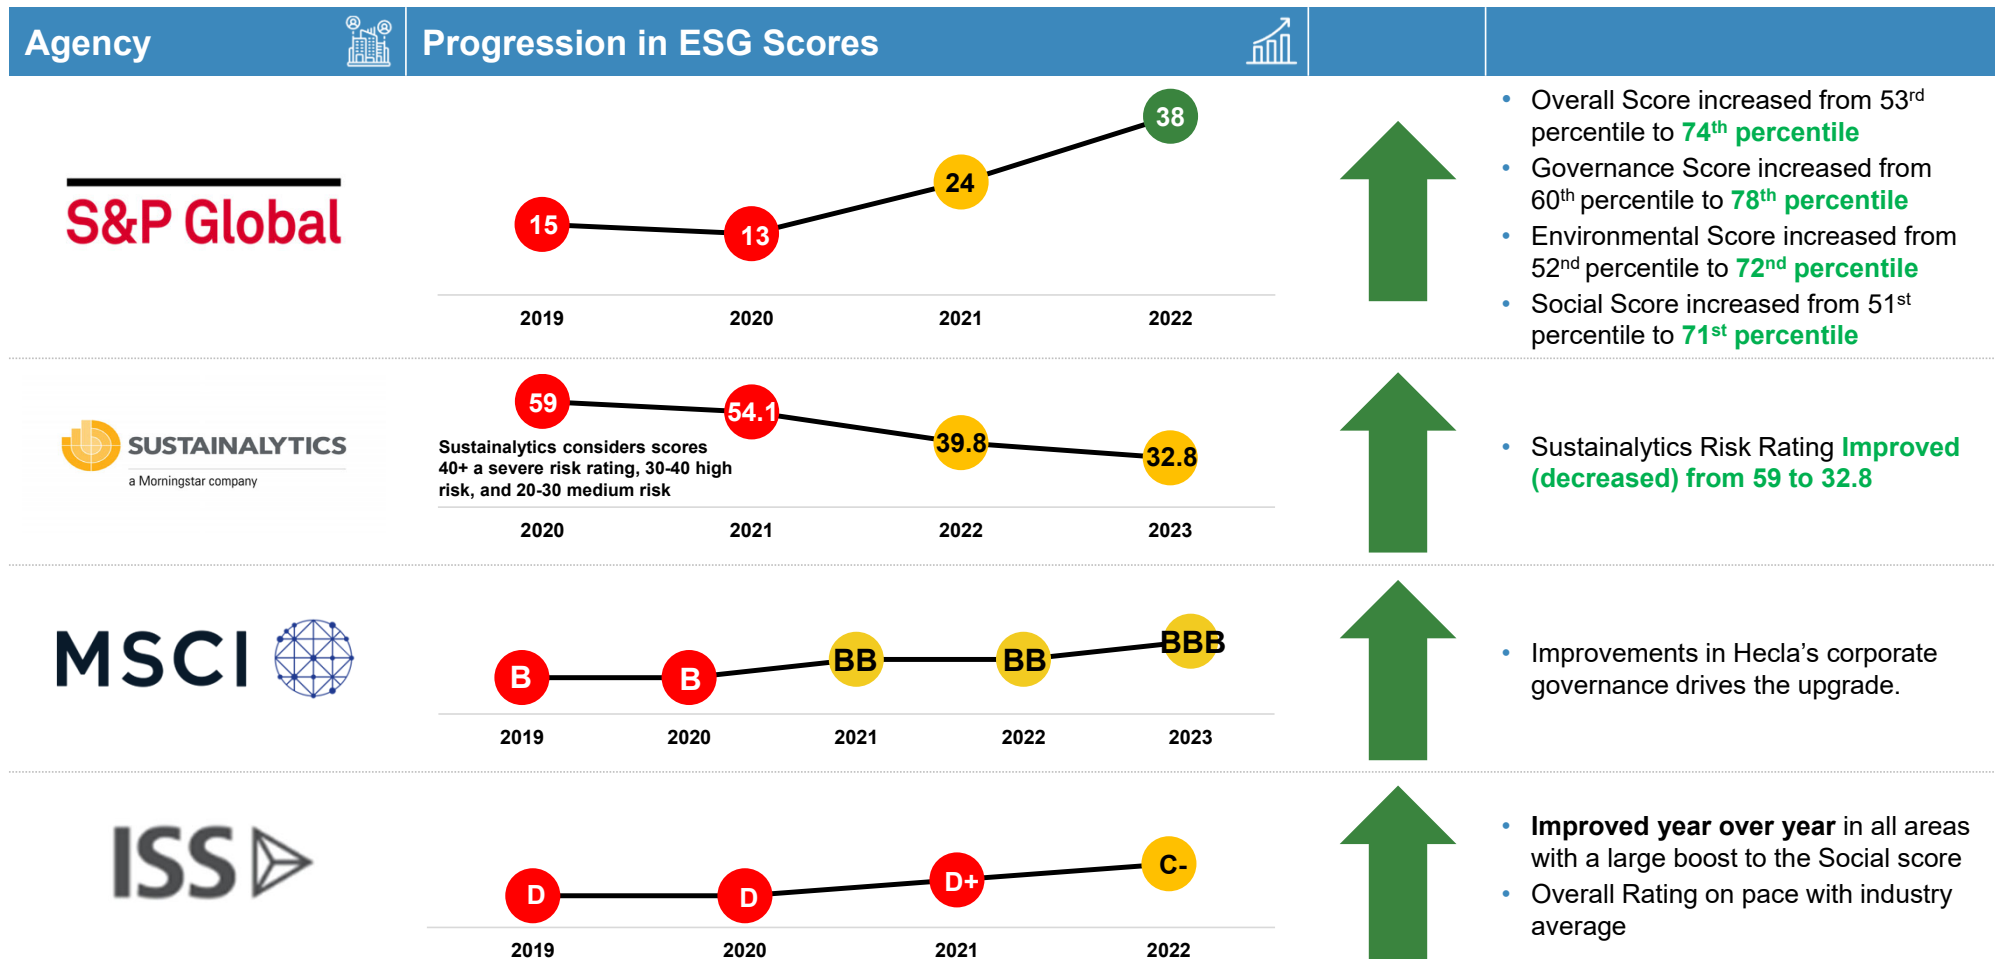 Agency
Progression in ESG Scores
S&P Global
15
13
24
38
2019
2020
2021
2022
• Overall Score increased from 53rd
percentile to 74th percentile
• Governance Score increased from
60th percentile to 78th percentile
• Environmental Score increased from
52nd percentile to 72nd percentile
• Social Score increased from 51st
percentile to 71st percentile
SUSTAINALYTICS
a Morningstar company
59
54.1
39.8
32.8
Sustainalytics considers scores
40+ a severe risk rating, 30-40 high
risk, and 20-30 medium risk
2020
2021
2022
2023
• Sustainalytics Risk Rating Improved
(decreased) from 59 to 32.8
MSCI
B
B
BB
BB
BBB
2019
2020
2021
2022
2023
• Improvements in Hecla’s corporate
governance drives the upgrade.
ISS
D
D
D+
C-
2019
2020
2021
2022
• Improved year over year in all areas
with a large boost to the Social score
• Overall Rating on pace with industry
average